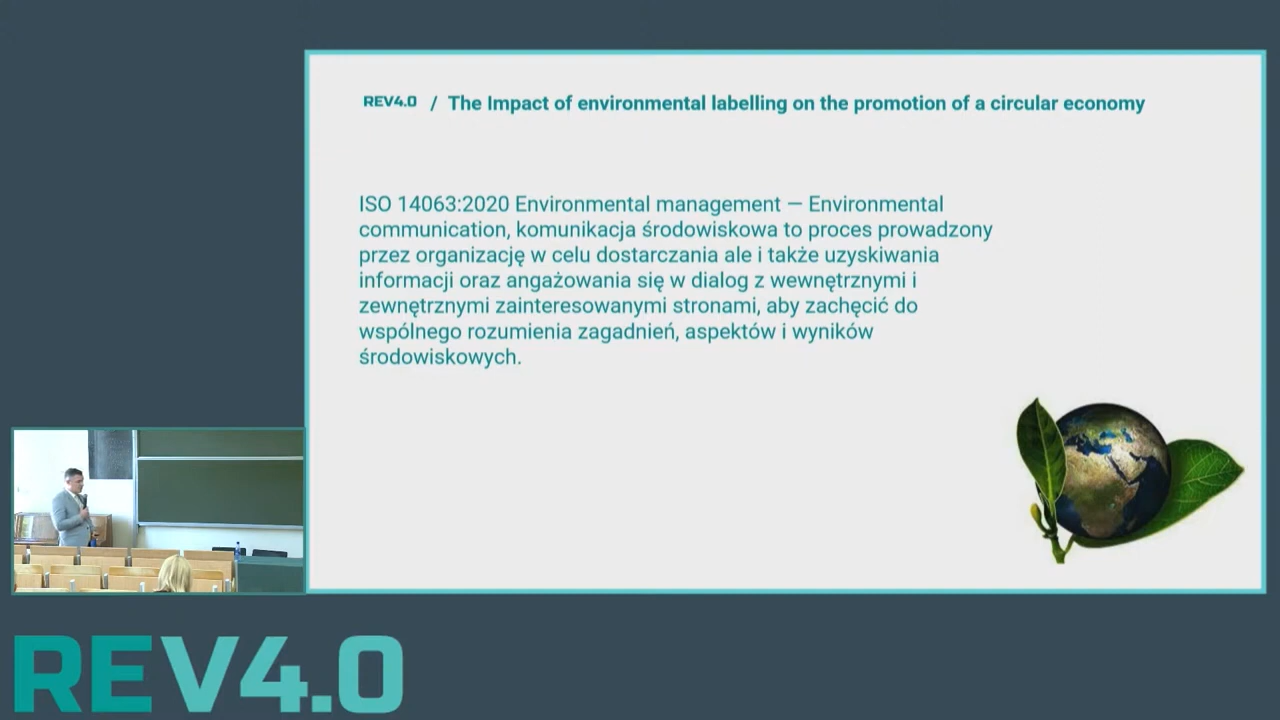 REV4.0 / The Impact of environmental labelling on the promotion of a circular economy
ISO 14063:2020 Environmental management — Environmental
communication, komunikacja środowiskowa to proces prowadzony
przez organizację w celu dostarczania ale i także uzyskiwania
informacji oraz angażowania się w dialog z wewnętrznymi i
zewnętrznymi zainteresowanymi stronami, aby zachęcić do
wspólnego rozumienia zagadnień, aspektów i wyników
środowiskowych.
REV4.0